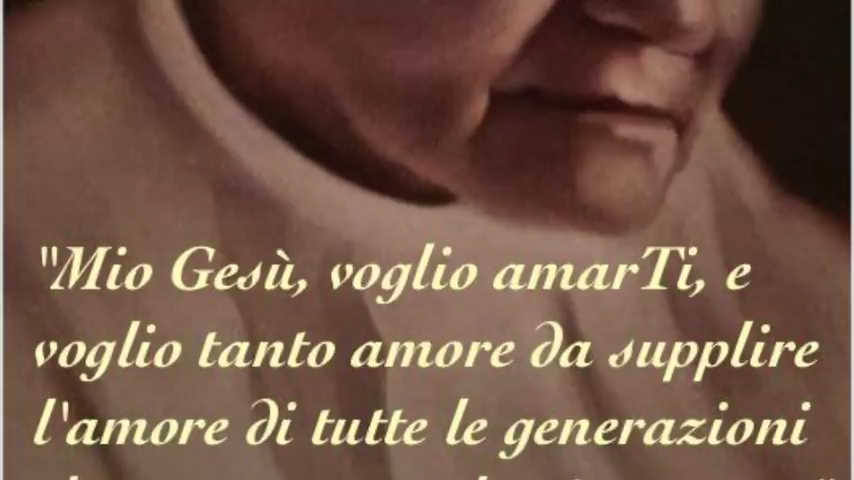 "Mio Gesù, voglio amarTi, e
voglio tanto amore da supplire
l'amore di tutte le generazioni